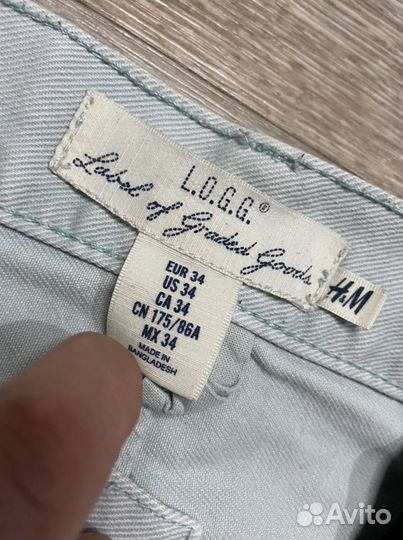 L.O.G.G.®
Label of Graded Goods
H&M
EUR 34
US 34
CA 34
CN 175/86A
MX 34
MADE IN
BANGLADESH
Avito